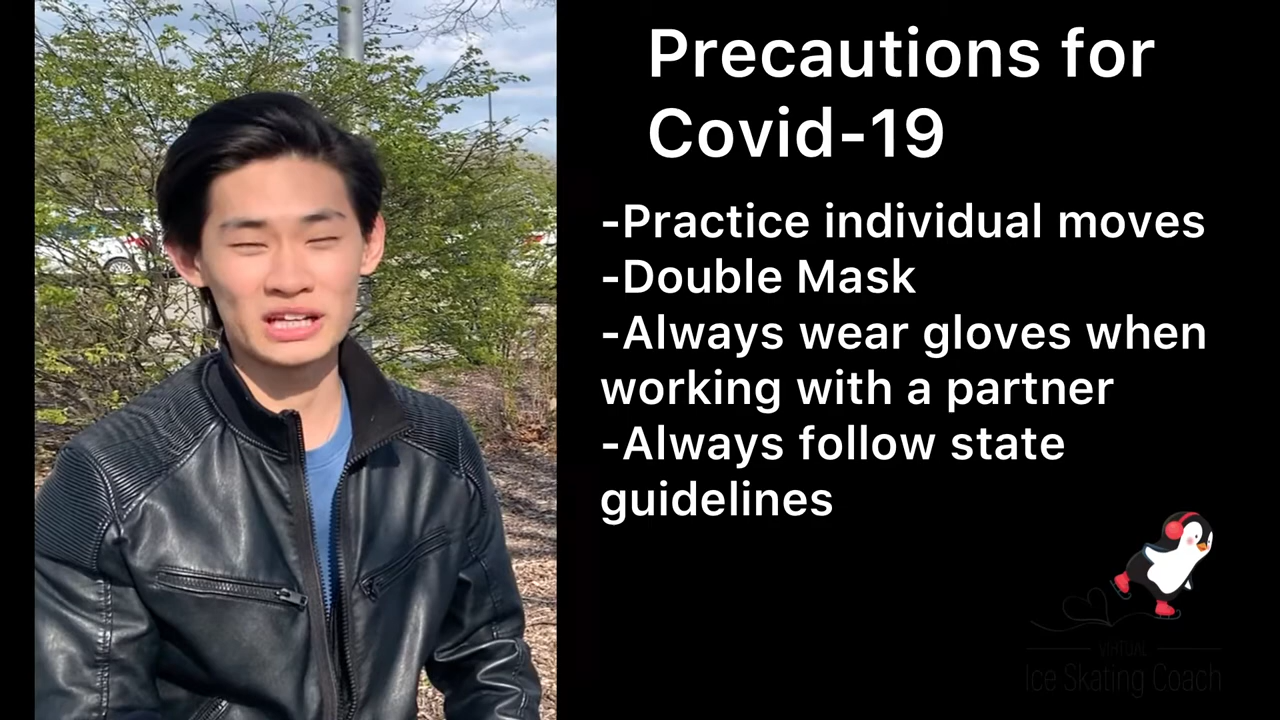 Precautions for
Covid-19
-Practice individual moves
-Double Mask
-Always wear gloves when
working with a partner
-Always follow state
guidelines
VIRTUAL
Ice Skating Coach